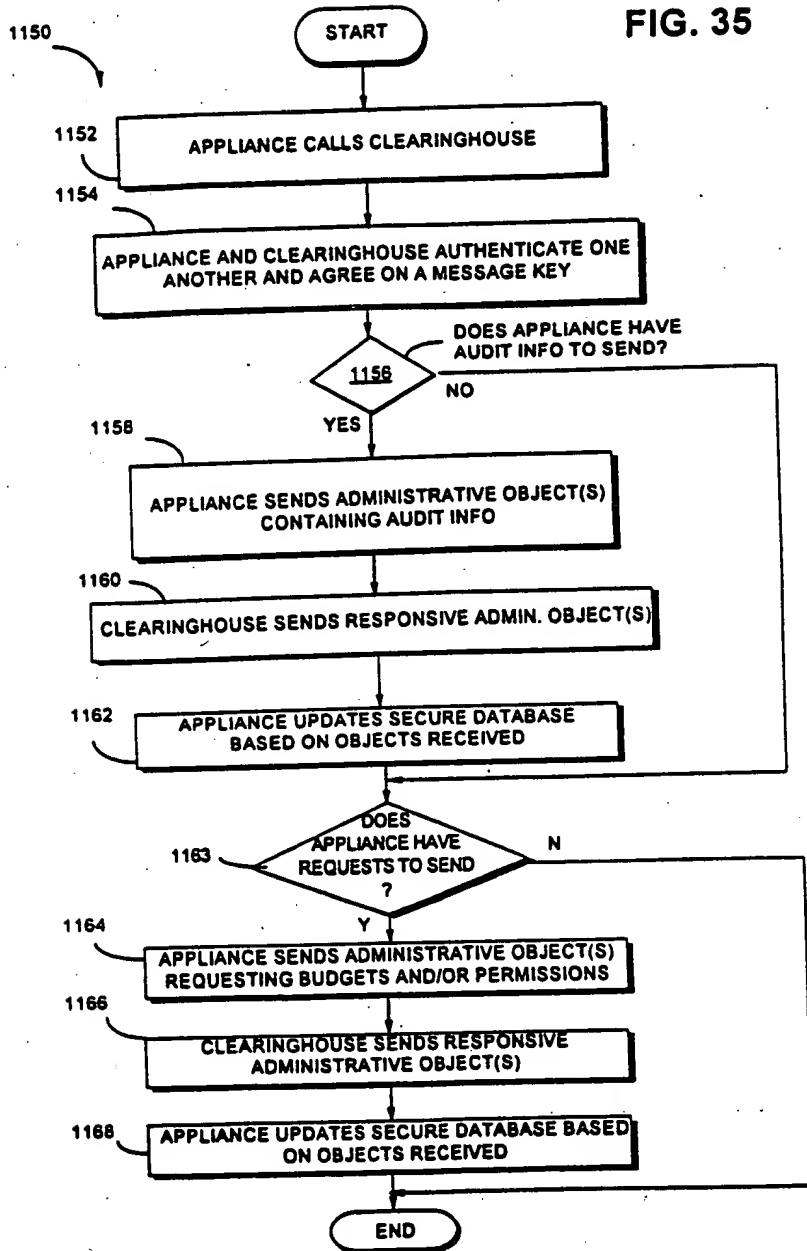 FIG. 35
1150
START
1152
APPLIANCE CALLS CLEARINGHOUSE
1154
APPLIANCE AND CLEARINGHOUSE AUTHENTICATE ONE
ANOTHER AND AGREE ON A MESSAGE KEY
DOES APPLIANCE HAVE
AUDIT INFO TO SEND?
1156
NO
YES
1158
APPLIANCE SENDS ADMINISTRATIVE OBJECT(S)
CONTAINING AUDIT INFO
1160
CLEARINGHOUSE SENDS RESPONSIVE ADMIN. OBJECT(S)
1162
APPLIANCE UPDATES SECURE DATABASE
BASED ON OBJECTS RECEIVED
1163
DOES
APPLIANCE HAVE
REQUESTS TO SEND
?
N
Y
1164
APPLIANCE SENDS ADMINISTRATIVE OBJECT(S)
REQUESTING BUDGETS AND/OR PERMISSIONS
1166
CLEARINGHOUSE SENDS RESPONSIVE
ADMINISTRATIVE OBJECT(S)
1168
APPLIANCE UPDATES SECURE DATABASE BASED
ON OBJECTS RECEIVED
END